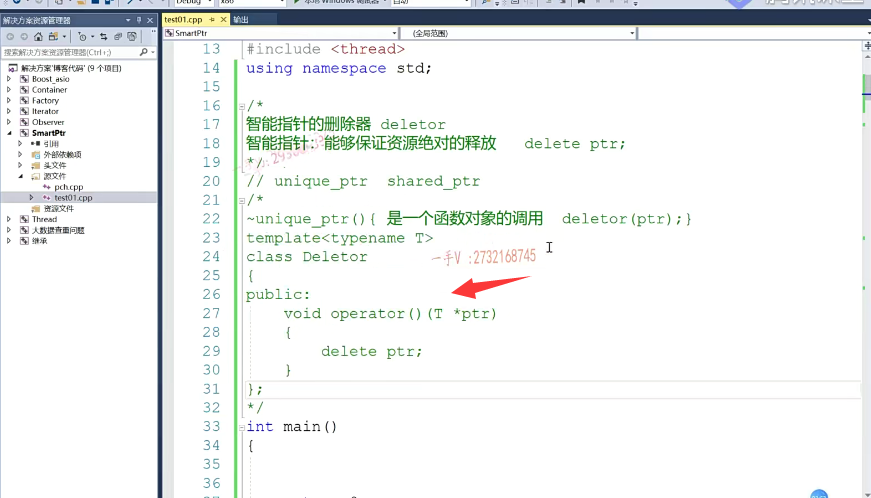 Debug
x86
自动
解决方案资源管理器
test01.cpp
输出
搜索解决方案资源管理器(Ctrl+;)
SmartPtr
(全局范围)
解决方案'博客代码' (9 个项目)
Boost_asio
Container
Factory
Iterator
Observer
SmartPtr
引用
外部依赖项
头文件
源文件
pch.cpp
test01.cpp
资源文件
Thread
大数据查重问题
继承
13 #include <thread>
14 using namespace std;
15
16 /*
17 智能指针的删除器 deletor
18 智能指针: 能够保证资源绝对的释放 delete ptr;
19 */
20 // unique_ptr shared_ptr
21 /*
22 ~unique_ptr(){ 是一个函数对象的调用 deletor(ptr);}
23 template<typename T>
24 class Deletor
一手V :2732168745
25 {
26 public:
27 void operator()(T *ptr)
28 {
29 delete ptr;
30 }
31 };
32 */
33 int main()
34 {
35
36